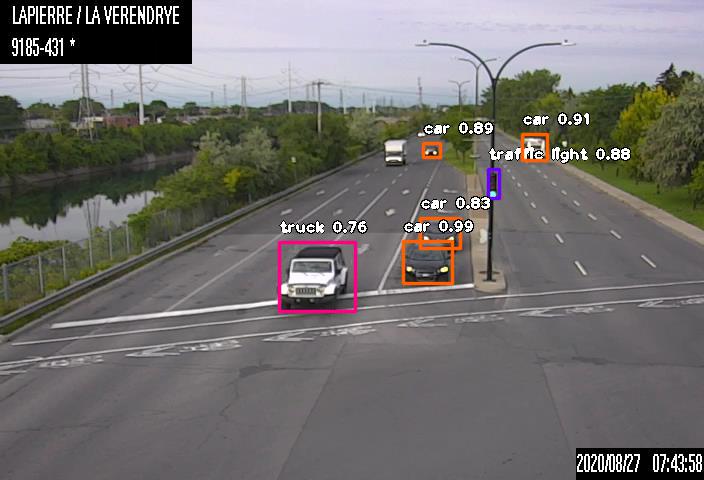 LAPIERRE / LA VERENDRYE
9185-431 *
car 0.91
car 0.89
traffic light 0.88
car 0.83
truck 0.76
car 0.99
2020/08/27 07:43:58